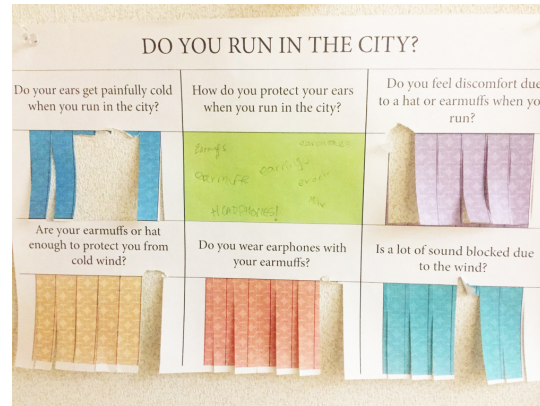 DO YOU RUN IN THE CITY?
Do your ears get painfully cold
when you run in the city?
How do you protect your ears
when you run in the city?
Do you feel discomfort due
to a hat or earmuffs when you
run?
earmuffs
HEADPHONES!
Are your earmuffs or hat
enough to protect you from
cold wind?
Do you wear earphones with
your earmuffs?
Is a lot of sound blocked due
to the wind?